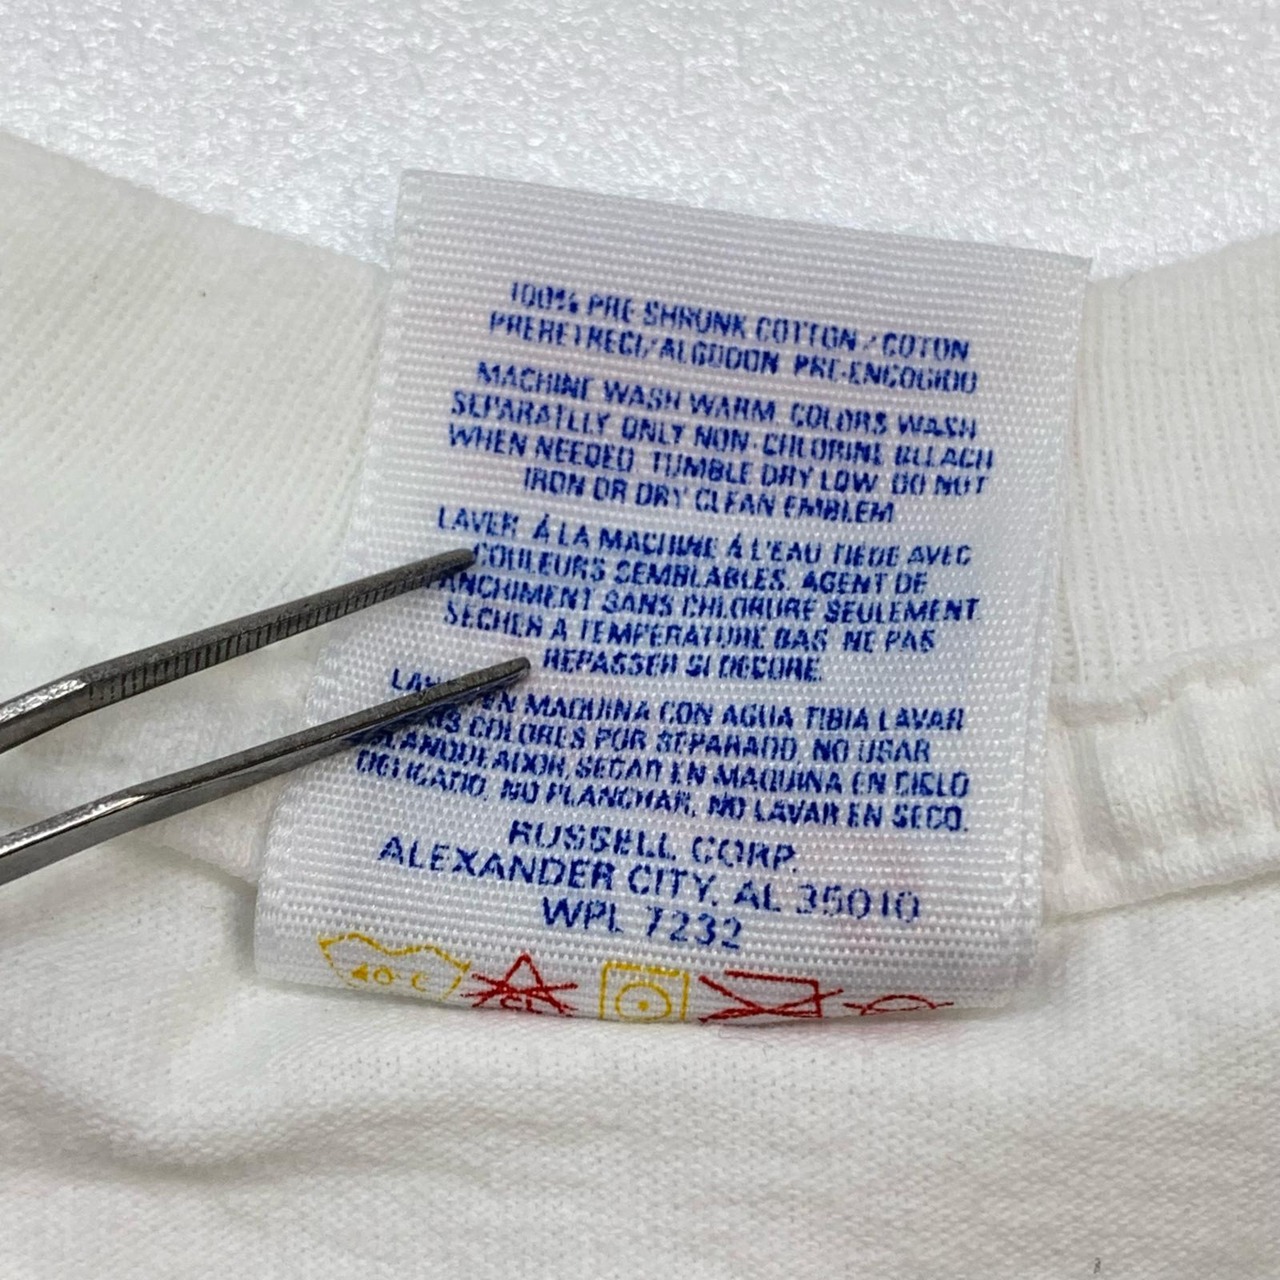 100% PRE-SHRUNK COTTON / COTON
PRERETRECI/ALGODON PRE-ENCOGIDO
MACHINE WASH WARM. COLORS WASH
SEPARATELY ONLY NON-CHLORINE BLEACH
WHEN NEEDED. TUMBLE DRY LOW. DO NOT
IRON OR DRY CLEAN EMBLEM
LAVER À LA MACHINE À L'EAU TIEDE AVEC
COULEURS SEMBLABLES. AGENT DE
ANCHIMENT SANS CHLORURE SEULEMENT.
SECHER A TEMPERATURE BAS. NE PAS
REPASSER SI DECORE.
EN MAQUINA CON AGUA TIBIA LAVAR
COLORES POR SEPARADO. NO USAR
LANQUEADOR. SECAR EN MAQUINA EN CICLO
DELICADO. NO PLANCHAR. NO LAVAR EN SECO.
RUSSELL CORP.
ALEXANDER CITY, AL 35010
WPL 7232
40°C CL